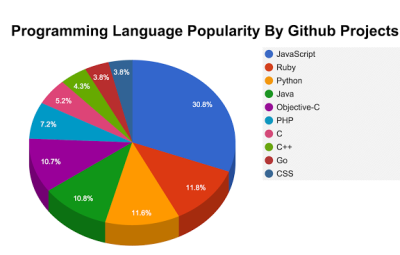 Programming Language Popularity By Github Projects
JavaScript
Ruby
Python
Java
Objective-C
PHP
C
C++
Go
CSS
30.8%
11.8%
11.6%
10.8%
10.7%
7.2%
5.2%
4.3%
3.8%
3.8%